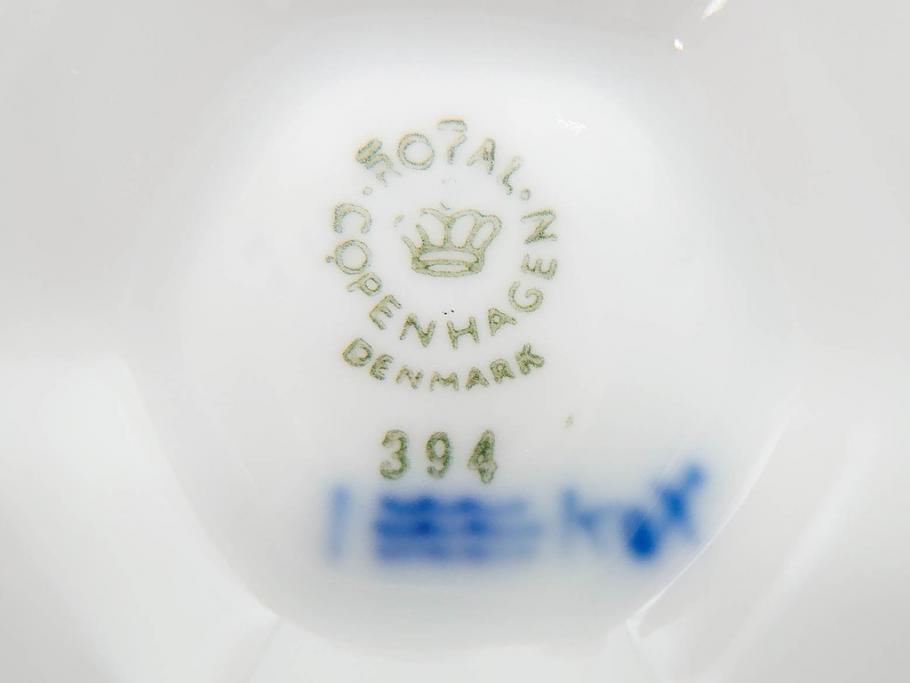 ROYAL
COPENHAGEN
DENMARK
394